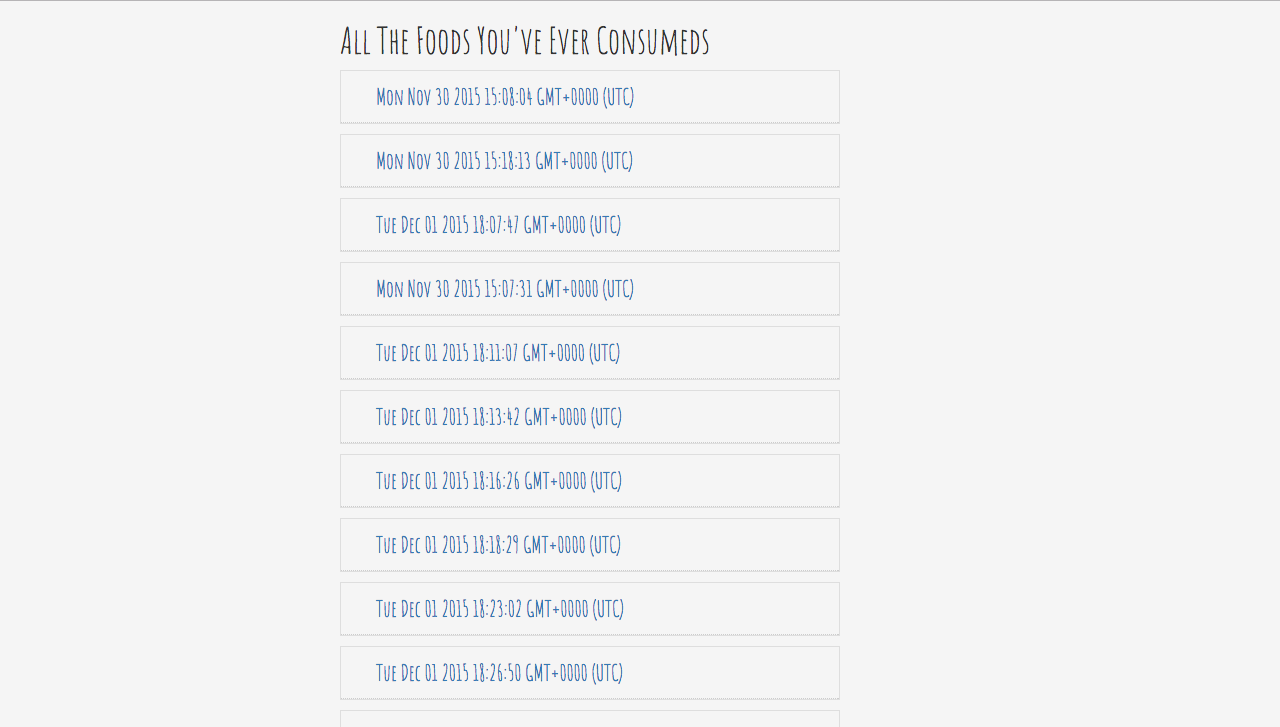 All The Foods You've Ever Consumeds
Mon Nov 30 2015 15:08:04 GMT+0000 (UTC)
Mon Nov 30 2015 15:18:13 GMT+0000 (UTC)
Tue Dec 01 2015 18:07:47 GMT+0000 (UTC)
Mon Nov 30 2015 15:07:31 GMT+0000 (UTC)
Tue Dec 01 2015 18:11:07 GMT+0000 (UTC)
Tue Dec 01 2015 18:13:42 GMT+0000 (UTC)
Tue Dec 01 2015 18:16:26 GMT+0000 (UTC)
Tue Dec 01 2015 18:18:29 GMT+0000 (UTC)
Tue Dec 01 2015 18:23:02 GMT+0000 (UTC)
Tue Dec 01 2015 18:26:50 GMT+0000 (UTC)